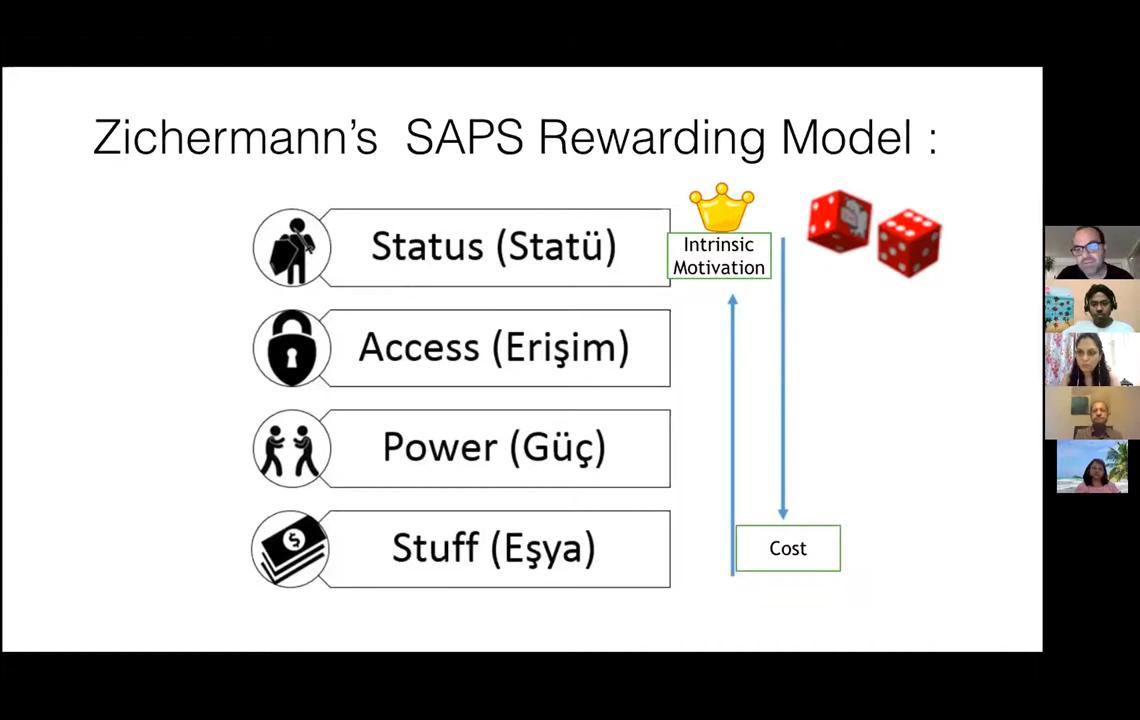 Zichermann's SAPS Rewarding Model :
Status (Statü)
Intrinsic
Motivation
Access (Erişim)
Power (Güç)
Stuff (Eşya)
Cost